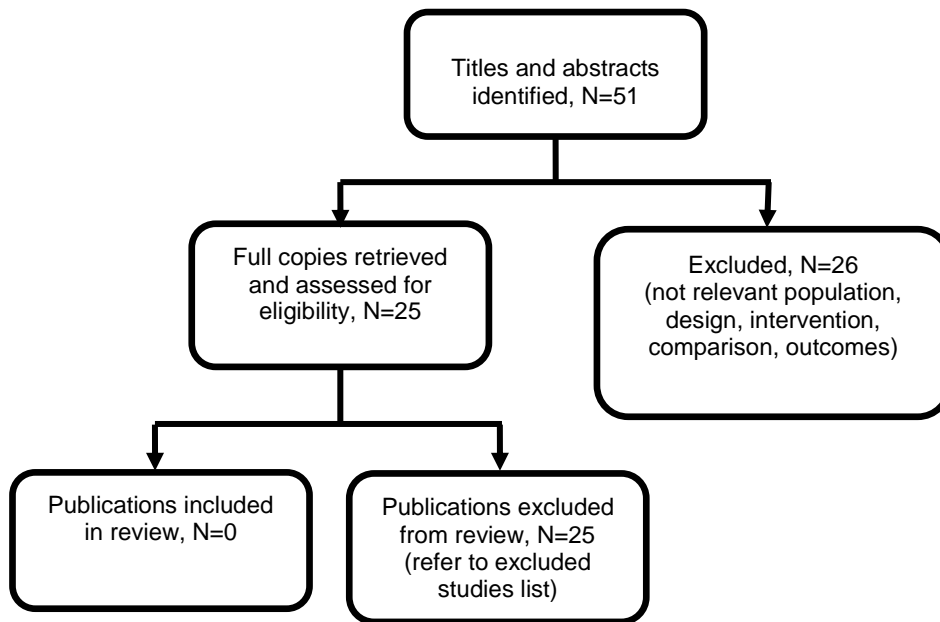 Titles and abstracts
identified, N=51
Full copies retrieved
and assessed for
eligibility, N=25
Excluded, N=26
(not relevant population,
design, intervention,
comparison, outcomes)
Publications included
in review, N=0
Publications excluded
from review, N=25
(refer to excluded
studies list)